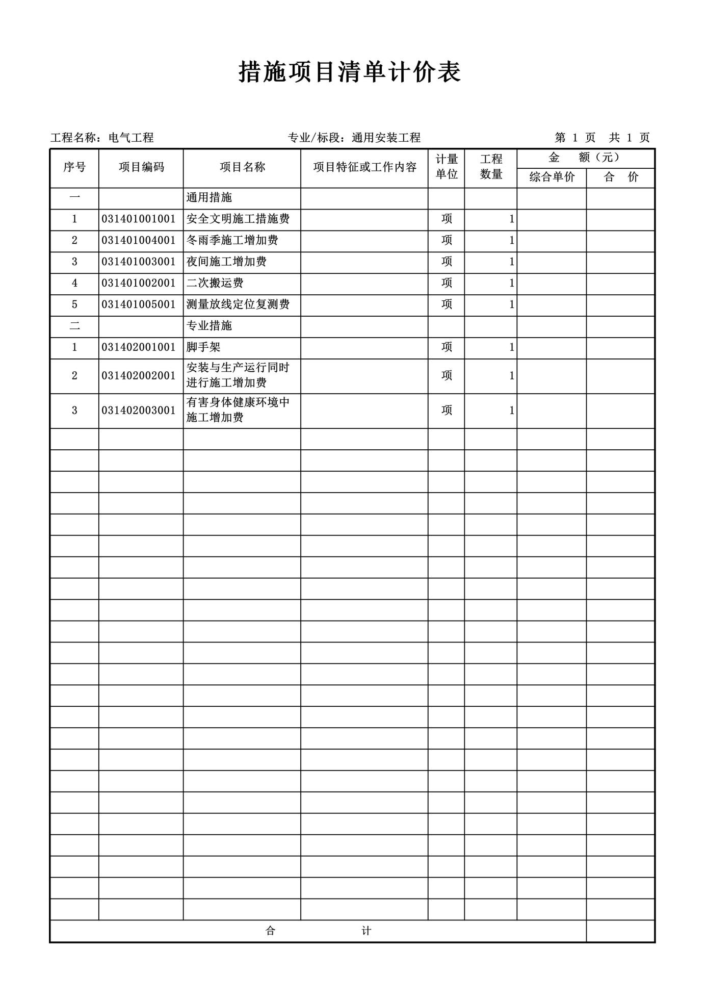 措施项目清单计价表
工程名称：电气工程 专业/标段：通用安装工程 第 1 页 共 1 页
序号 项目编码 项目名称 项目特征或工作内容 计量单位 工程数量 金 额（元）
综合单价 合 价
一 通用措施
1 031401001001 安全文明施工措施费 项 1
2 031401004001 冬雨季施工增加费 项 1
3 031401003001 夜间施工增加费 项 1
4 031401002001 二次搬运费 项 1
5 031401005001 测量放线定位复测费 项 1
二 专业措施
1 031402001001 脚手架 项 1
2 031402002001 安装与生产运行同时
进行施工增加费 项 1
3 031402003001 有害身体健康环境中
施工增加费 项 1
合 计